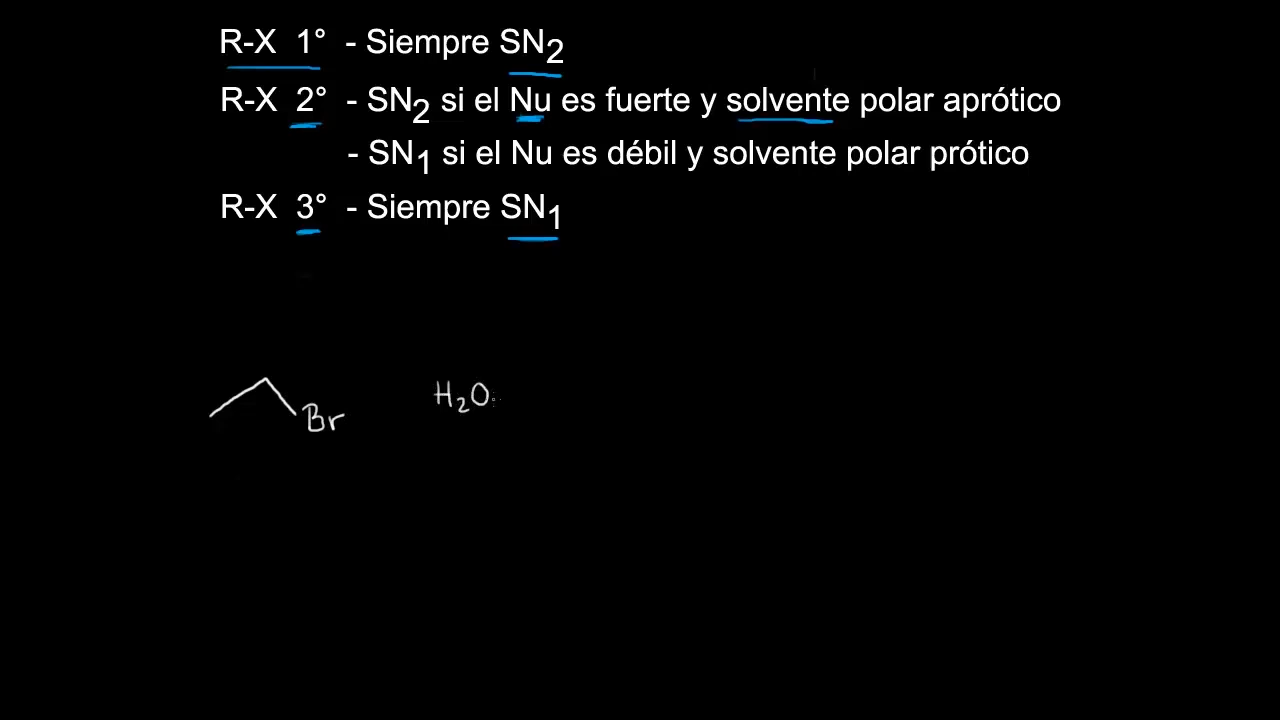 R-X 1° - Siempre SN₂
R-X 2° - SN₂ si el Nu es fuerte y solvente polar aprótico
- SN₁ si el Nu es débil y solvente polar prótico
R-X 3° - Siempre SN₁
Br H₂O: